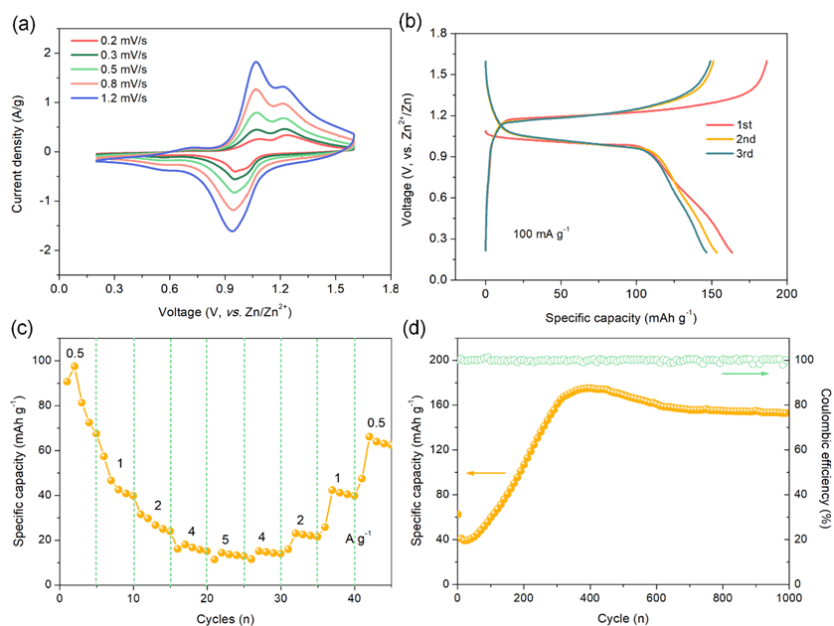 (a)
0.2 mV/s
0.3 mV/s
0.5 mV/s
0.8 mV/s
1.2 mV/s
2
1
0
-1
-2
Current density (A/g)
0.0 0.3 0.6 0.9 1.2 1.5 1.8
Voltage (V, vs. Zn/Zn²⁺)
(b)
1.8
1.5
1.2
0.9
0.6
0.3
0.0
Voltage (V, vs. Zn²⁺/Zn)
1st
2nd
3rd
100 mA g⁻¹
0 50 100 150 200
Specific capacity (mAh g⁻¹)
(c)
100
80
60
40
20
0
Specific capacity (mAh g⁻¹)
0.5
1
2
4
5
4
2
1
0.5
A g⁻¹
0 10 20 30 40
Cycles (n)
(d)
200
160
120
80
40
0
Specific capacity (mAh g⁻¹)
100
80
60
40
20
0
Coulombic efficiency (%)
0 200 400 600 800 1000
Cycle (n)